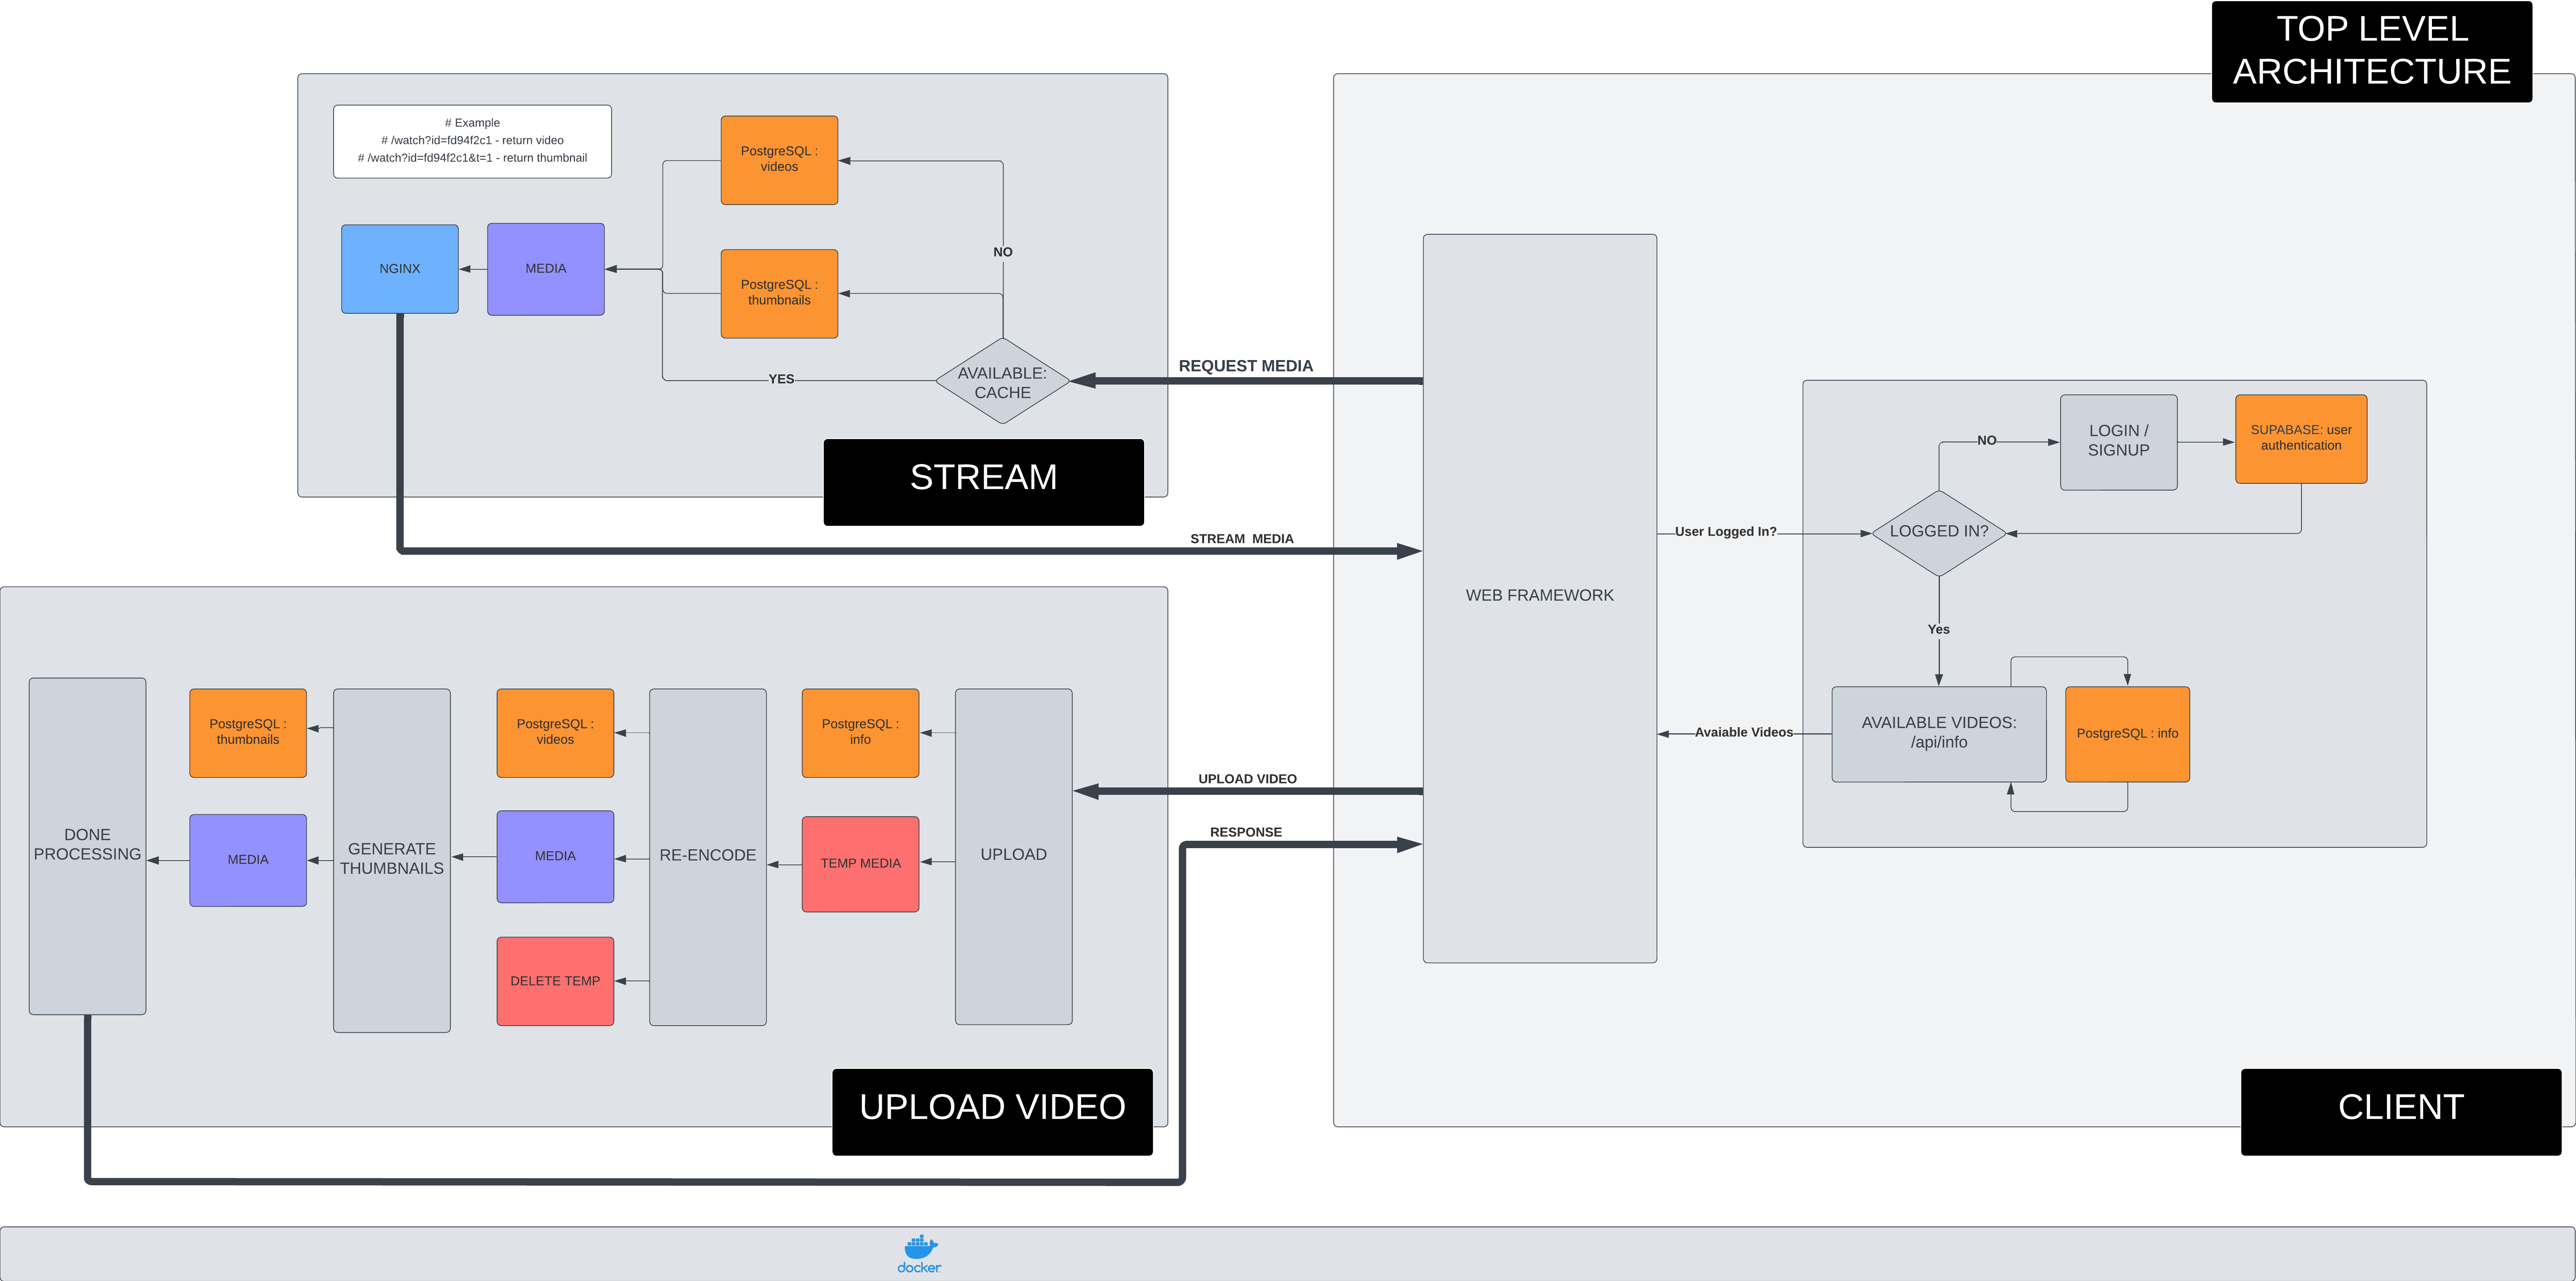 TOP LEVEL
ARCHITECTURE
# Example
# /watch?id=fd94f2c1 - return video
# /watch?id=fd94f2c1&t=1 - return thumbnail
PostgreSQL :
videos
NO
NGINX
MEDIA
PostgreSQL :
thumbnails
YES
AVAILABLE:
CACHE
REQUEST MEDIA
STREAM
STREAM  MEDIA
WEB FRAMEWORK
User Logged In?
LOGGED IN?
NO
LOGIN /
SIGNUP
SUPABASE: user
authentication
Yes
AVAILABLE VIDEOS:
/api/info
PostgreSQL : info
Avaiable Videos
CLIENT
UPLOAD VIDEO
RESPONSE
DONE
PROCESSING
PostgreSQL :
thumbnails
MEDIA
GENERATE
THUMBNAILS
PostgreSQL :
videos
MEDIA
DELETE TEMP
RE-ENCODE
PostgreSQL :
info
TEMP MEDIA
UPLOAD
UPLOAD VIDEO
docker